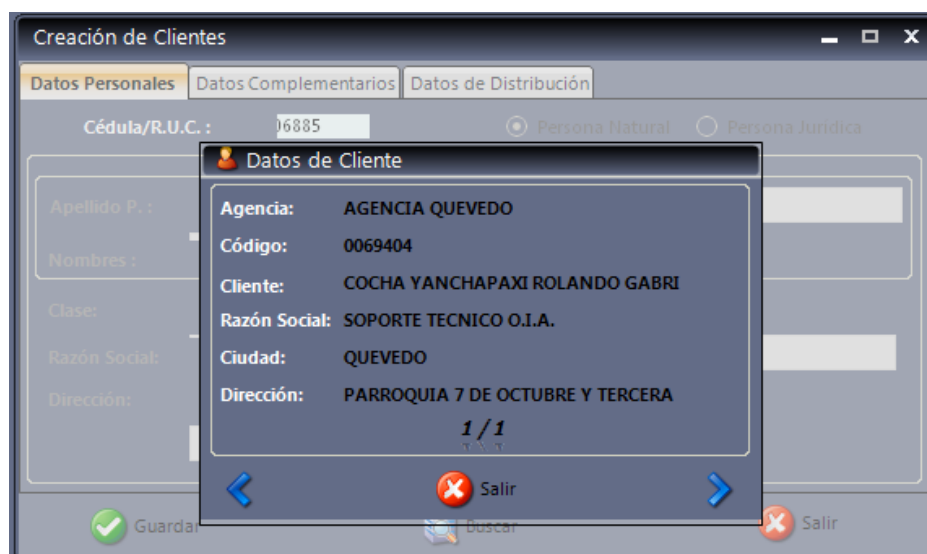 Creación de Clientes
Datos Personales Datos Complementarios Datos de Distribución
Cédula/R.U.C. : 06885 Persona Natural Persona Juridica
Datos de Cliente
Apellido P. :
Agencia: AGENCIA QUEVEDO
Código: 0069404
Nombres :
Cliente: COCHA YANCHAPAXI ROLANDO GABRI
Clase:
Razón Social: SOPORTE TECNICO O.I.A.
Razón Social:
Ciudad: QUEVEDO
Dirección:
Dirección: PARROQUIA 7 DE OCTUBRE Y TERCERA
1 / 1
Salir
Guardar Buscar Salir